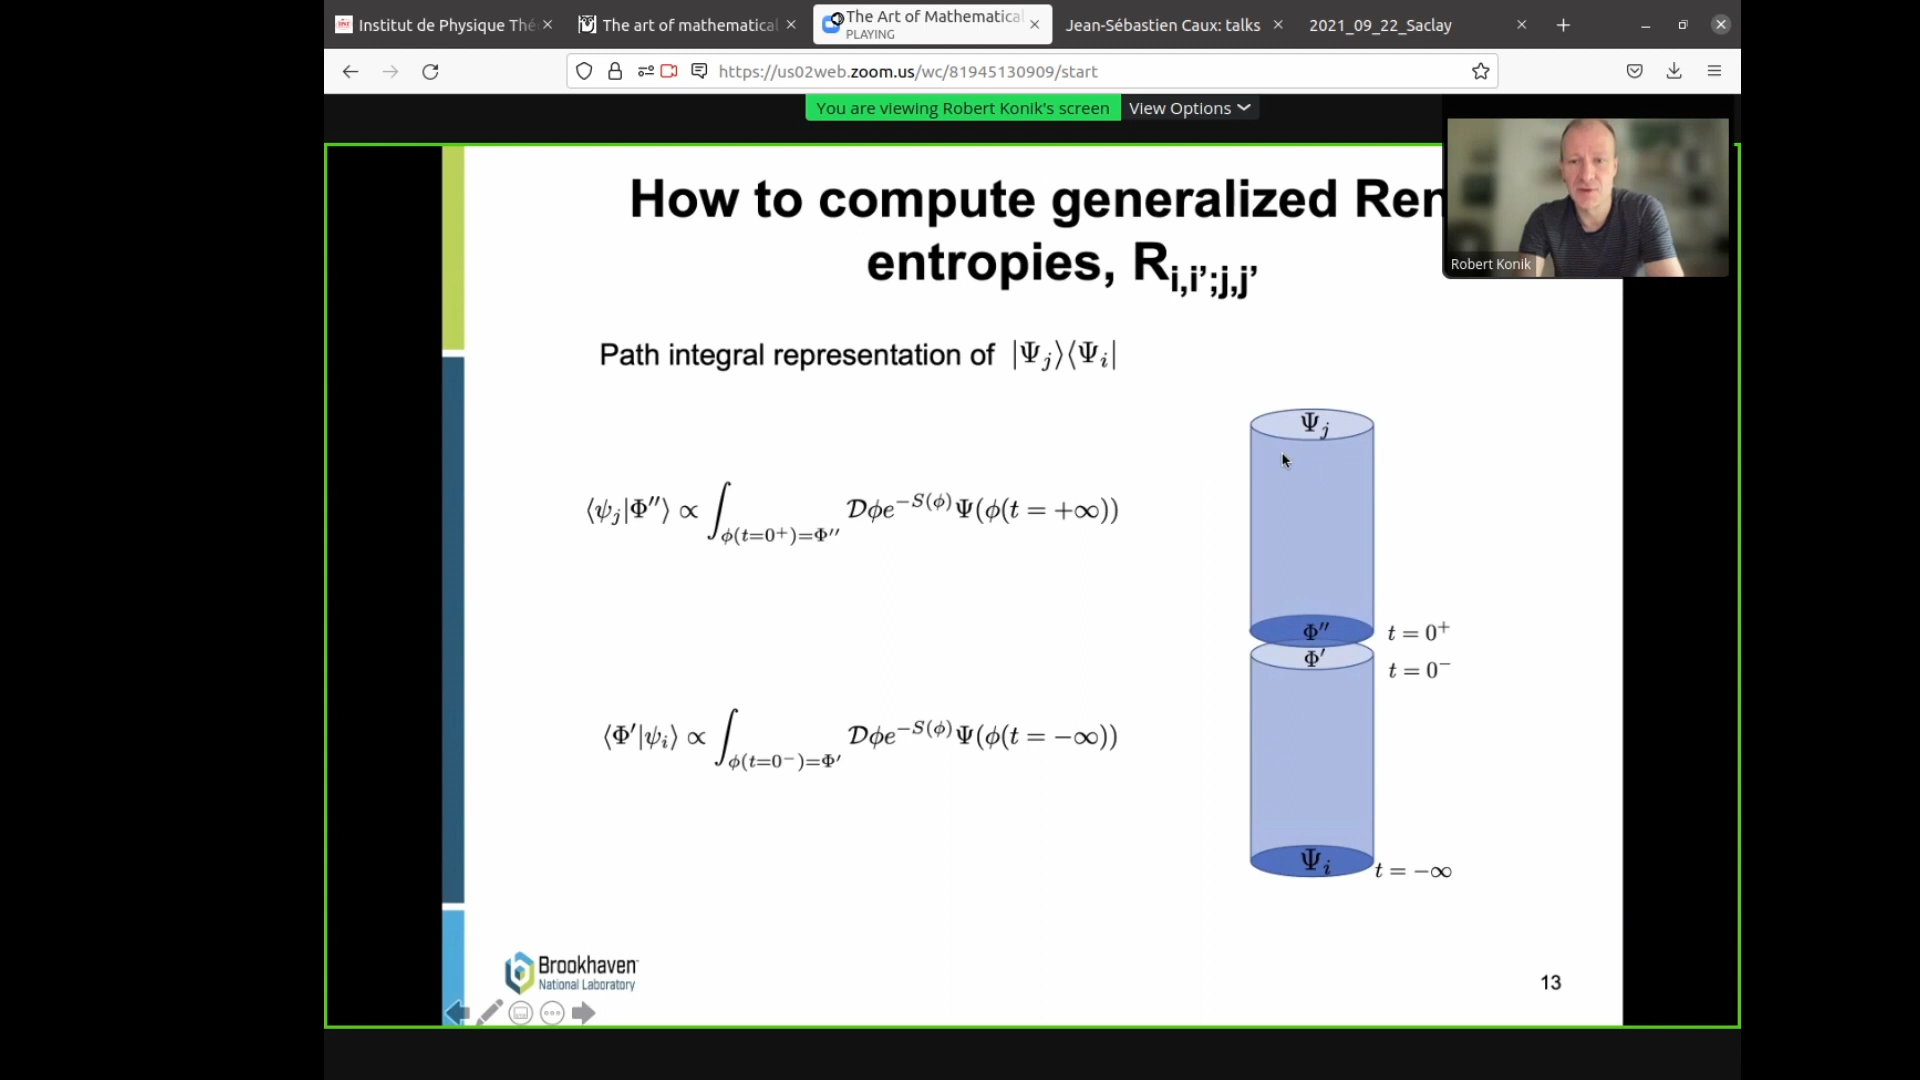 Institut de Physique Thé
The art of mathematical
The Art of Mathematical
PLAYING
Jean-Sébastien Caux: talks
2021_09_22_Saclay
https://us02web.zoom.us/wc/81945130909/start
You are viewing Robert Konik's screen
View Options
Robert Konik
How to compute generalized Ren
entropies, R_{i,i';j,j'}
Path integral representation of |Ψ_j⟩⟨Ψ_i|
Ψ_j
⟨ψ_j|Φ″⟩ ∝ ∫_{ϕ(t=0⁺)=Φ″} 𝒟ϕe^{−S(ϕ)}Ψ(ϕ(t = +∞))
Φ″
t = 0⁺
Φ′
t = 0⁻
⟨Φ′|ψ_i⟩ ∝ ∫_{ϕ(t=0⁻)=Φ′} 𝒟ϕe^{−S(ϕ)}Ψ(ϕ(t = −∞))
Ψ_i
t = −∞
Brookhaven
National Laboratory
13